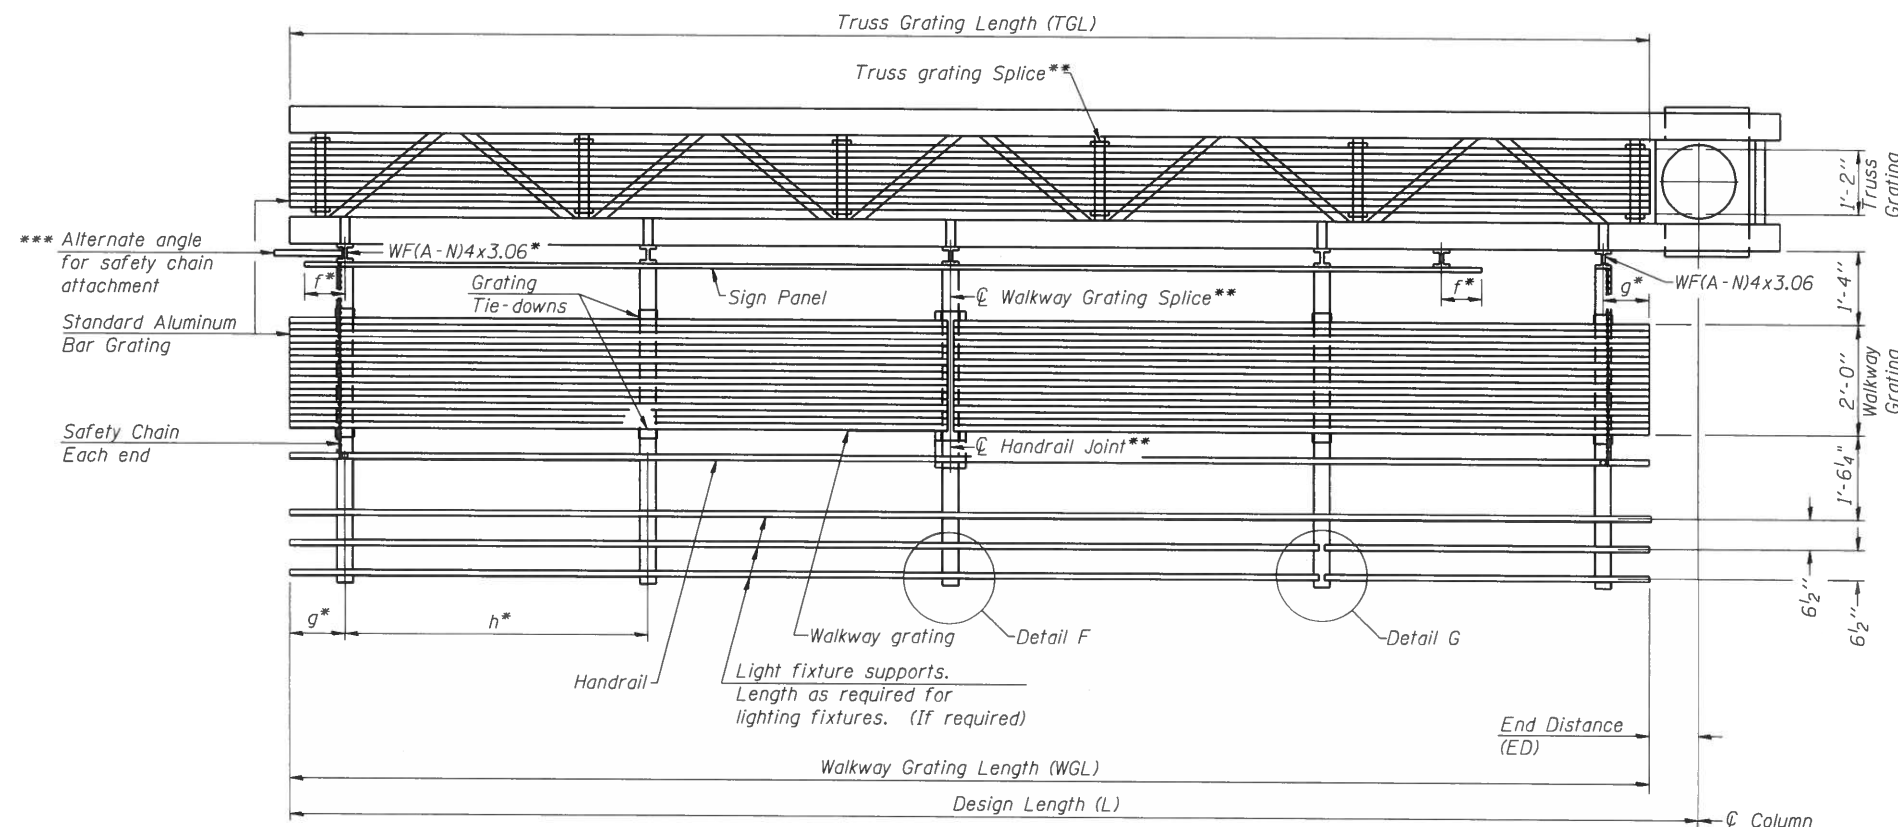 Truss Grating Length (TGL)
Truss grating Splice**
1'-2"
Truss
Grating
*** Alternate angle
for safety chain
attachment
WF(A-N)4x3.06*
Grating
Tie-downs
f*
Sign Panel
℄ Walkway Grating Splice**
f*
g*
WF(A-N)4x3.06
1'-4"
Standard Aluminum
Bar Grating
2'-0"
Walkway
Grating
Safety Chain
Each end
℄ Handrail Joint**
1'-6¼"
6½"
6½"
g*
h*
Walkway grating
Detail F
Detail G
Handrail
Light fixture supports.
Length as required for
lighting fixtures. (If required)
End Distance
(ED)
Walkway Grating Length (WGL)
Design Length (L)
℄ Column